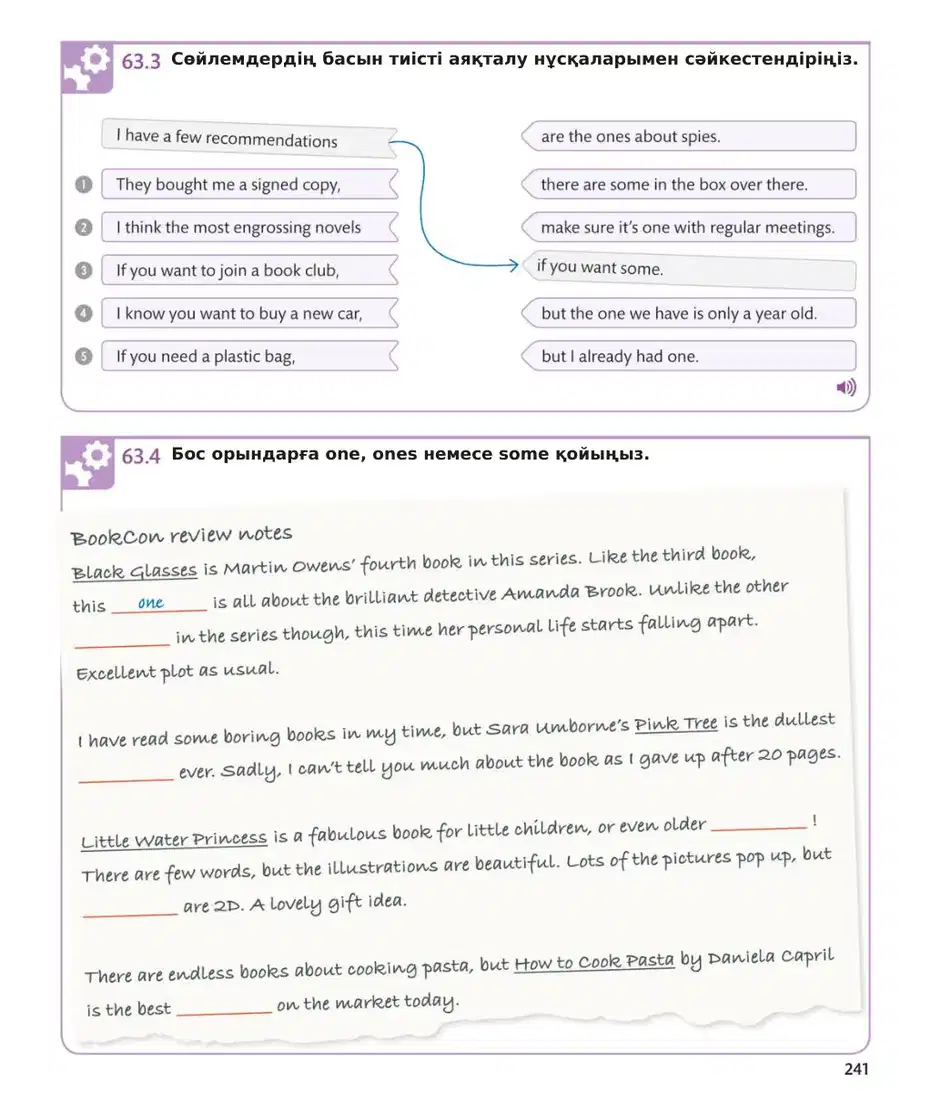 63.3 Сөйлемдердің басын тиісті аяқталу нұсқаларымен сәйкестендіріңіз.
I have a few recommendations
are the ones about spies.
1 They bought me a signed copy,
there are some in the box over there.
2 I think the most engrossing novels
make sure it's one with regular meetings.
3 If you want to join a book club,
if you want some.
4 I know you want to buy a new car,
but the one we have is only a year old.
5 If you need a plastic bag,
but I already had one.
63.4 Бос орындарға one, ones немесе some қойыңыз.
BookCon review notes
Black Glasses is Martin Owens' fourth book in this series. Like the third book,
this one is all about the brilliant detective Amanda Brook. Unlike the other
in the series though, this time her personal life starts falling apart.
Excellent plot as usual.
I have read some boring books in my time, but Sara Umborne's Pink Tree is the dullest
ever. Sadly, I can't tell you much about the book as I gave up after 20 pages.
Little Water Princess is a fabulous book for little children, or even older !
There are few words, but the illustrations are beautiful. Lots of the pictures pop up, but
are 2D. A lovely gift idea.
There are endless books about cooking pasta, but How to Cook Pasta by Daniela Capril
is the best on the market today.
241